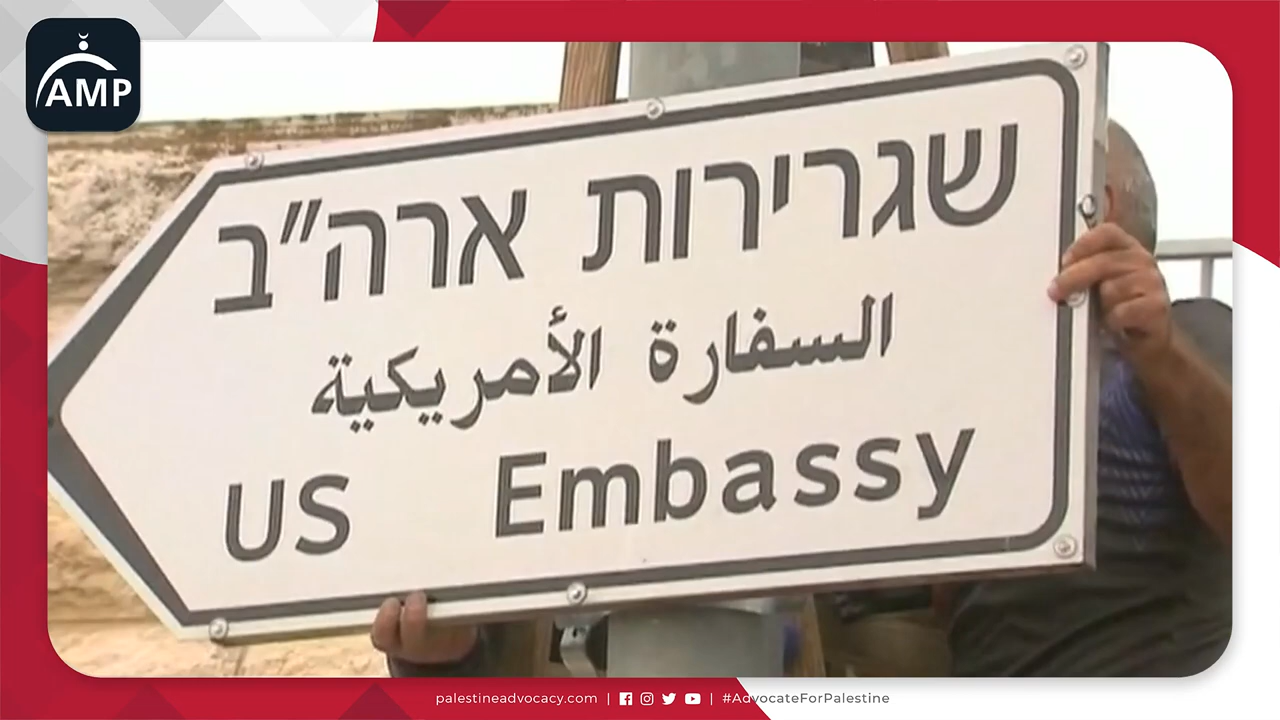 AMP
שגרירות ארה״ב
السفارة الأمريكية
US Embassy
palestineadvocacy.com | | #AdvocateForPalestine